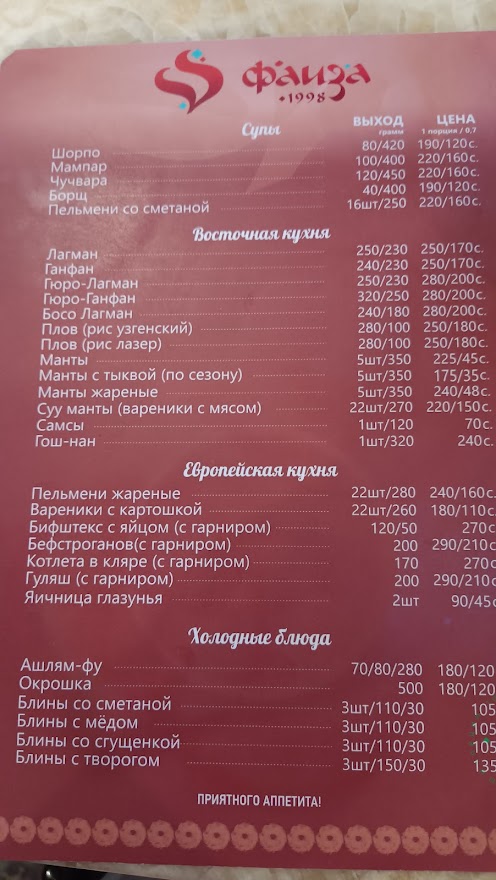 Фаиза
•1998
ВЫХОД ЦЕНА
грамм 1 порция / 0,7
Супы
Шорпо 80/420 190/120с.
Мампар 100/400 220/160с.
Чучвара 120/450 220/160с.
Борщ 40/400 190/120с.
Пельмени со сметаной 16шт/250 220/160с.
Восточная кухня
Лагман 250/230 250/170с.
Ганфан 240/230 250/170с.
Гюро-Лагман 250/230 280/200с.
Гюро-Ганфан 320/250 280/200с.
Босо Лагман 240/180 280/200с.
Плов (рис узгенский) 280/100 250/180с.
Плов (рис лазер) 280/100 250/180с.
Манты 5шт/350 225/45с.
Манты с тыквой (по сезону) 5шт/350 175/35с.
Манты жареные 5шт/350 240/48с.
Суу манты (вареники с мясом) 22шт/270 220/150с.
Самсы 1шт/120 70с.
Гош-нан 1шт/320 240с.
Европейская кухня
Пельмени жареные 22шт/280 240/160с.
Вареники с картошкой 22шт/260 180/110с.
Бифштекс с яйцом (с гарниром) 120/50 270с
Бефстроганов(с гарниром) 200 290/210с
Котлета в кляре (с гарниром) 170 270с
Гуляш (с гарниром) 200 290/210с
Яичница глазунья 2шт 90/45с
Холодные блюда
Ашлям-фу 70/80/280 180/120
Окрошка 500 180/120
Блины со сметаной 3шт/110/30 105
Блины с мёдом 3шт/110/30 105
Блины со сгущенкой 3шт/110/30 105
Блины с творогом 3шт/150/30 135
ПРИЯТНОГО АППЕТИТА!